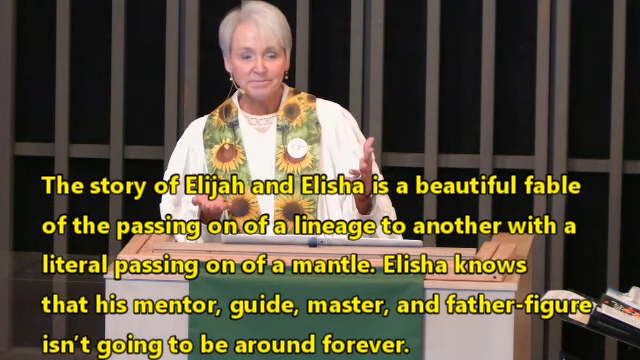 The story of Elijah and Elisha is a beautiful fable
of the passing on of a lineage to another with a
literal passing on of a mantle. Elisha knows
that his mentor, guide, master, and father-figure
isn't going to be around forever.